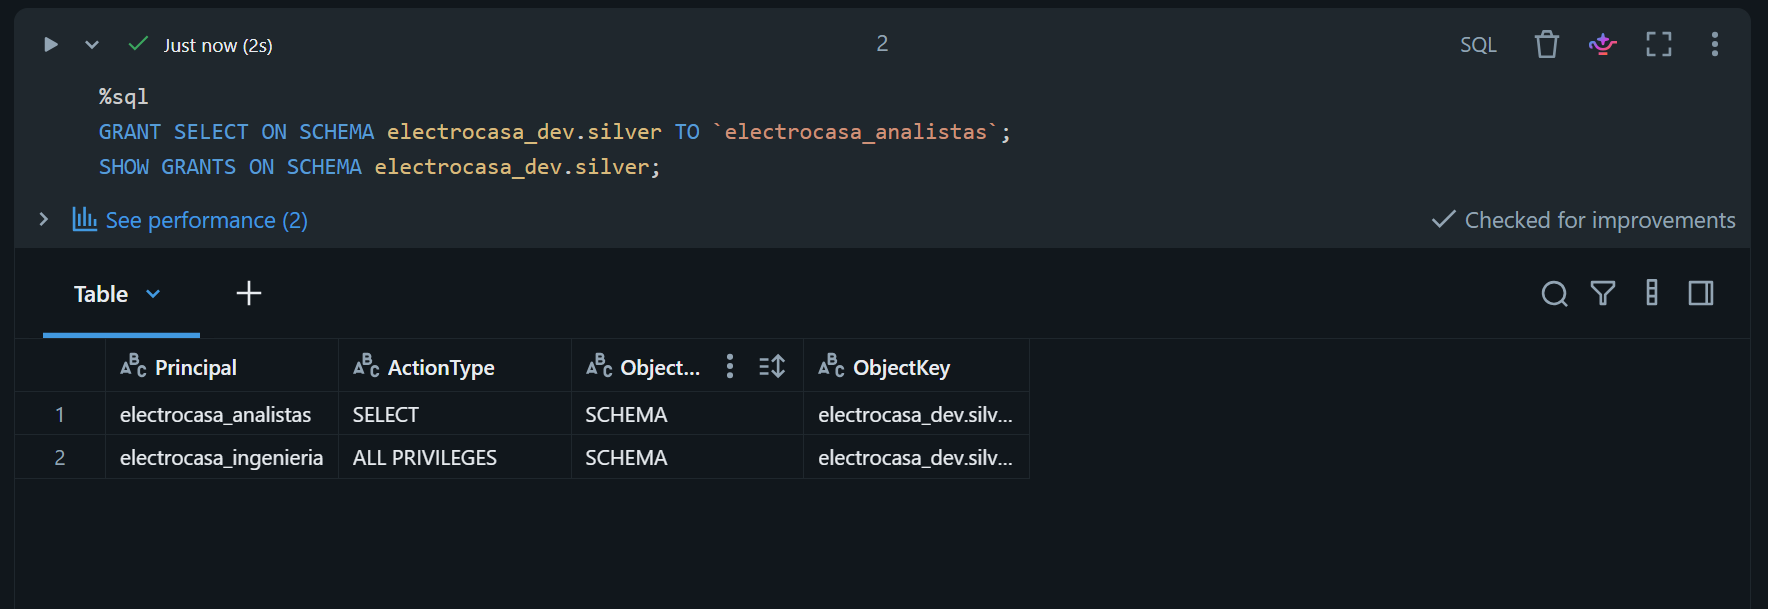 Just now (2s)
2
SQL
%sql
GRANT SELECT ON SCHEMA electrocasa_dev.silver TO `electrocasa_analistas`;
SHOW GRANTS ON SCHEMA electrocasa_dev.silver;
See performance (2)
Checked for improvements
Table
Principal ActionType Object... ObjectKey
1 electrocasa_analistas SELECT SCHEMA electrocasa_dev.silv...
2 electrocasa_ingenieria ALL PRIVILEGES SCHEMA electrocasa_dev.silv...